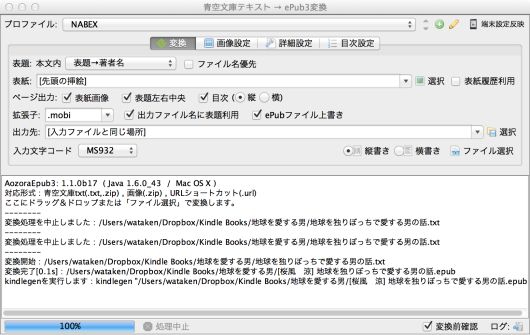 青空文庫テキスト → ePub3変換
プロファイル: NABEX 端末設定反映
変換 画像設定 詳細設定 目次設定
表題: 本文内 表題→著者名 ファイル名優先
表紙: [先頭の挿絵] 選択 表紙履歴利用
ページ出力: 表紙画像 表題左右中央 目次 ( 縦 横)
拡張子: .mobi 出力ファイル名に表題利用 ePubファイル上書き
出力先: [入力ファイルと同じ場所] 選択
入力文字コード MS932 縦書き 横書き ファイル選択
AozoraEpub3: 1.1.0b17 ( Java 1.6.0_43 / Mac OS X )
対応形式 : 青空文庫txt(.txt,.zip) , 画像(.zip) , URLショートカット(.url)
ここにドラッグ＆ドロップまたは「ファイル選択」で変換します。
--------
変換処理を中止しました : /Users/wataken/Dropbox/Kindle Books/地球を愛する男/地球を独りぼっちで愛する男の話.txt
--------
変換処理を中止しました : /Users/wataken/Dropbox/Kindle Books/地球を愛する男/地球を独りぼっちで愛する男の話.txt
--------
変換開始 : /Users/wataken/Dropbox/Kindle Books/地球を愛する男/地球を独りぼっちで愛する男の話.txt
変換完了[0.1s] : /Users/wataken/Dropbox/Kindle Books/地球を愛する男/[桜風　涼] 地球を独りぼっちで愛する男の話.epub
kindlegenを実行します : kindlegen "/Users/wataken/Dropbox/Kindle Books/地球を愛する男/[桜風　涼] 地球を独りぼっちで愛する男の話.epub
100% 処理中止 変換前確認 ログ: